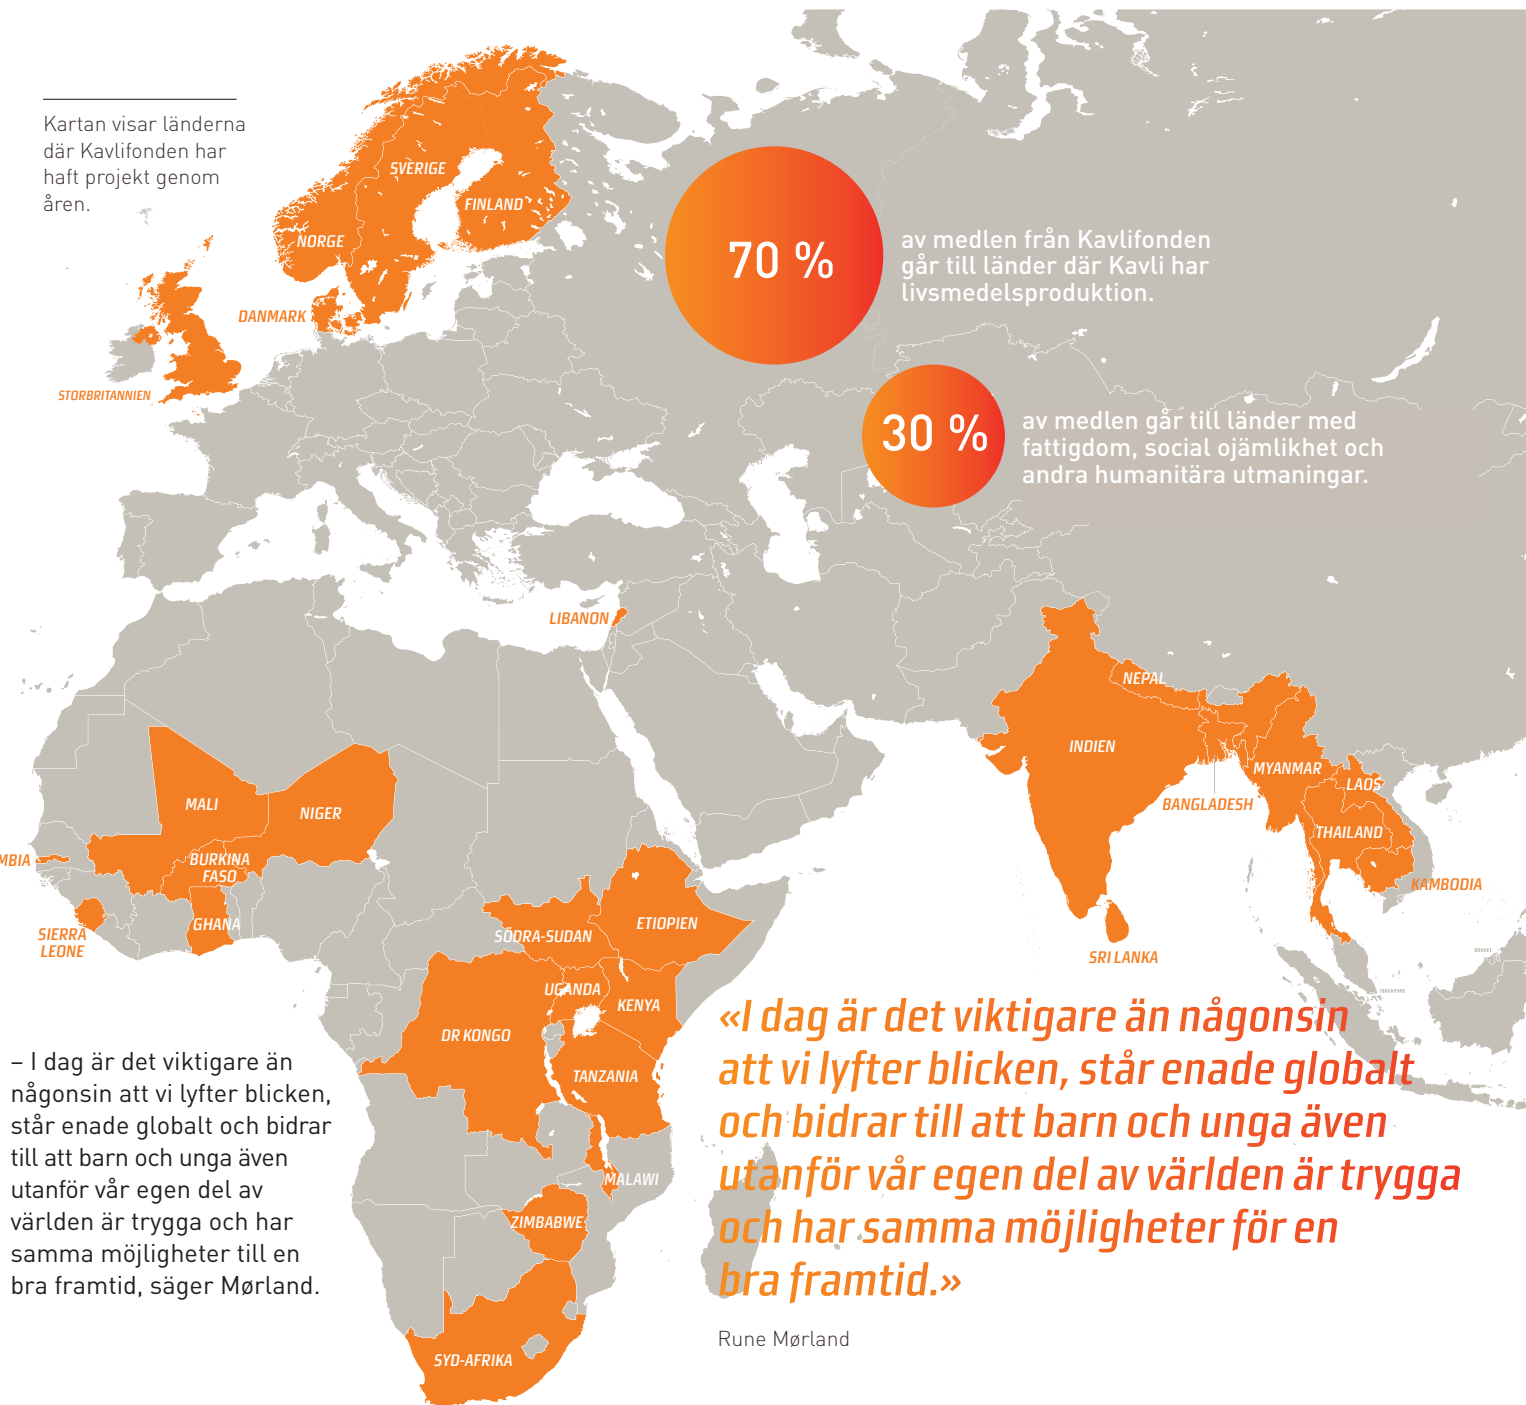 Kartan visar länderna
där Kavlifonden har
haft projekt genom
åren.
SVERIGE
FINLAND
NORGE
DANMARK
STORBRITANNIEN
70 %
av medlen från Kavlifonden
går till länder där Kavli har
livsmedelsproduktion.
30 %
av medlen går till länder med
fattigdom, social ojämlikhet och
andra humanitära utmaningar.
LIBANON
NEPAL
INDIEN
MYANMAR
LAOS
BANGLADESH
THAILAND
KAMBODIA
SRI LANKA
BRUNEI
SINGAPORE
MALI
NIGER
MBIA
BURKINA
FASO
GHANA
SIERRA
LEONE
ETIOPIEN
SÖDRA-SUDAN
UGANDA
KENYA
DR KONGO
TANZANIA
MALAWI
ZIMBABWE
SYD-AFRIKA
– I dag är det viktigare än
någonsin att vi lyfter blicken,
står enade globalt och bidrar
till att barn och unga även
utanför vår egen del av
världen är trygga och har
samma möjligheter till en
bra framtid, säger Mørland.
«I dag är det viktigare än någonsin
att vi lyfter blicken, står enade globalt
och bidrar till att barn och unga även
utanför vår egen del av världen är trygga
och har samma möjligheter för en
bra framtid.»
Rune Mørland